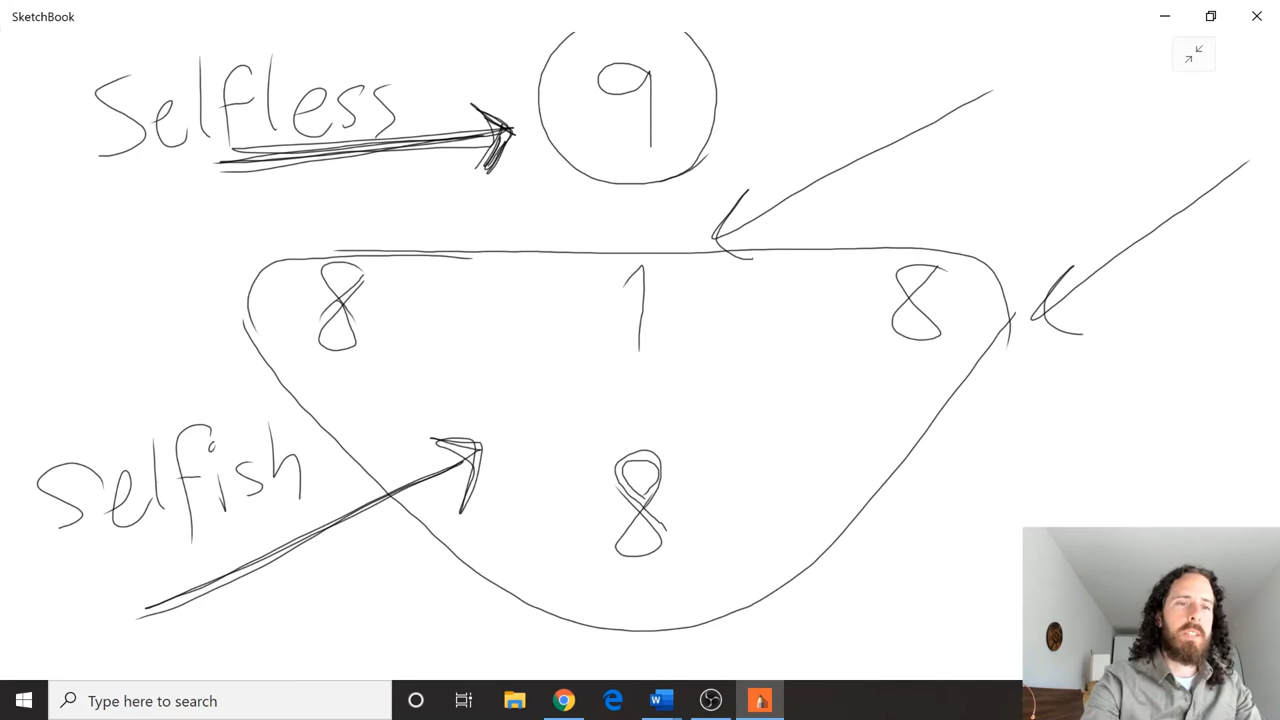 SketchBook
Selfless
9
8 1 8
Selfish
8
Type here to search